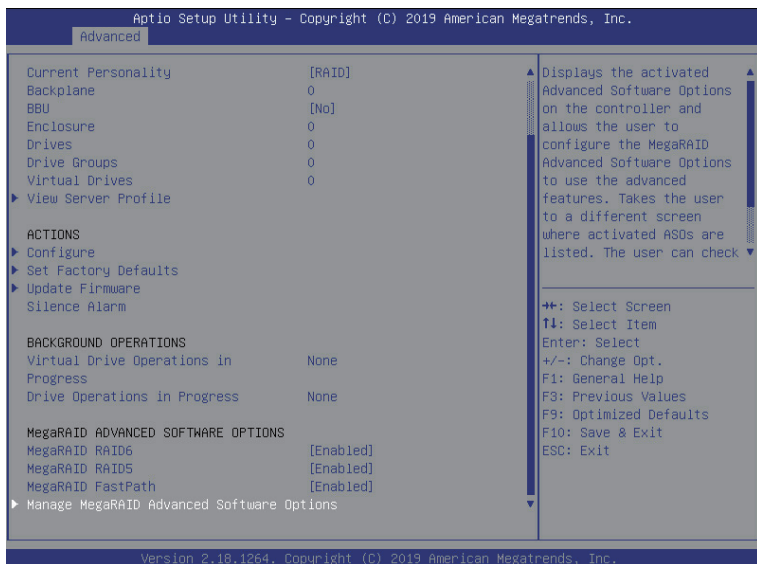 Aptio Setup Utility – Copyright (C) 2019 American Megatrends, Inc.
Advanced
Current Personality [RAID]
Backplane 0
BBU [No]
Enclosure 0
Drives 0
Drive Groups 0
Virtual Drives 0
View Server Profile
ACTIONS
Configure
Set Factory Defaults
Update Firmware
Silence Alarm
BACKGROUND OPERATIONS
Virtual Drive Operations in None
Progress
Drive Operations in Progress None
MegaRAID ADVANCED SOFTWARE OPTIONS
MegaRAID RAID6 [Enabled]
MegaRAID RAID5 [Enabled]
MegaRAID FastPath [Enabled]
Manage MegaRAID Advanced Software Options
Displays the activated
Advanced Software Options
on the controller and
allows the user to
configure the MegaRAID
Advanced Software Options
to use the advanced
features. Takes the user
to a different screen
where activated ASOs are
listed. The user can check
→←: Select Screen
↑↓: Select Item
Enter: Select
+/-: Change Opt.
F1: General Help
F3: Previous Values
F9: Optimized Defaults
F10: Save & Exit
ESC: Exit
Version 2.18.1264. Copyright (C) 2019 American Megatrends, Inc.